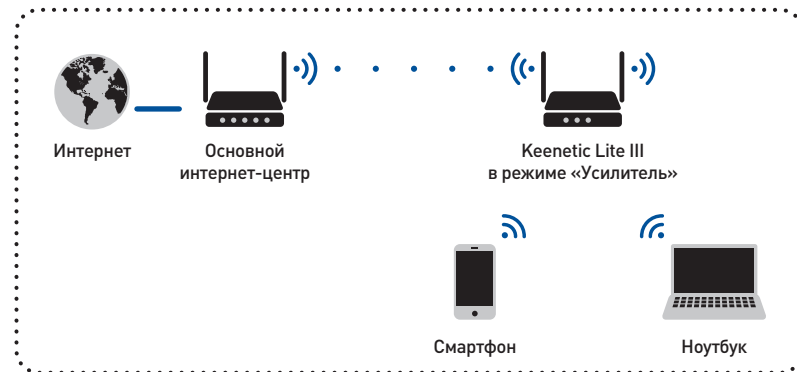 Интернет
Основной
интернет-центр
Keenetic Lite III
в режиме «Усилитель»
Смартфон
Ноутбук